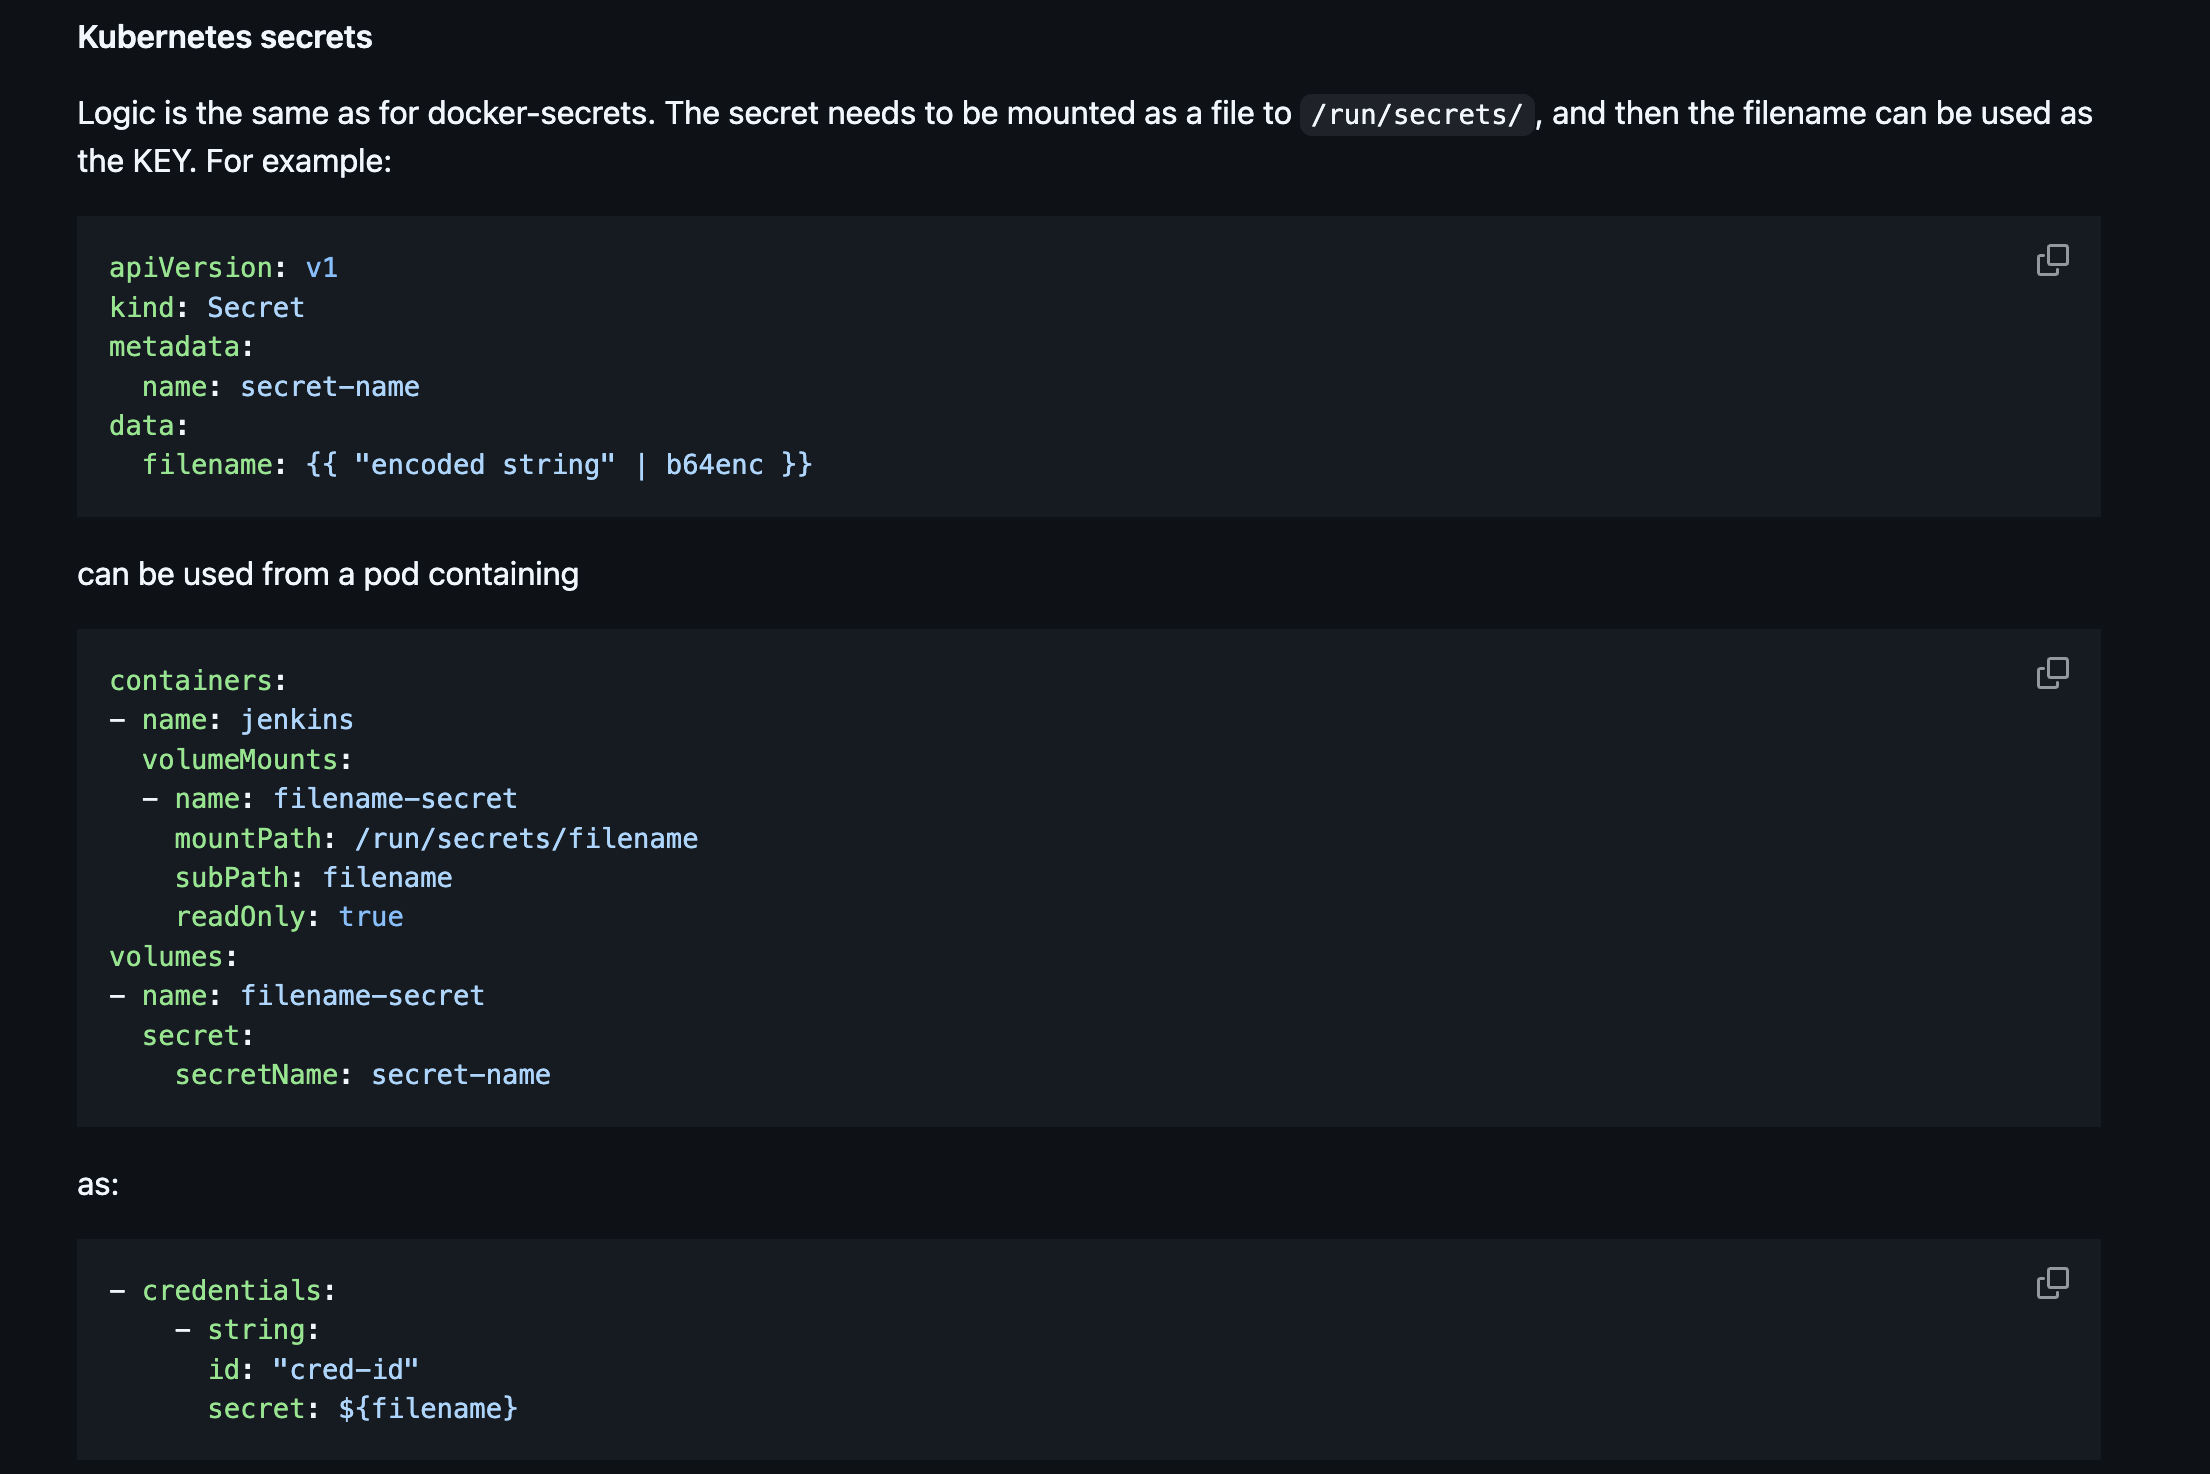 Kubernetes secrets
Logic is the same as for docker-secrets. The secret needs to be mounted as a file to /run/secrets/, and then the filename can be used as
the KEY. For example:
apiVersion: v1
kind: Secret
metadata:
  name: secret-name
data:
  filename: {{ "encoded string" | b64enc }}
can be used from a pod containing
containers:
- name: jenkins
  volumeMounts:
  - name: filename-secret
    mountPath: /run/secrets/filename
    subPath: filename
    readOnly: true
volumes:
- name: filename-secret
  secret:
    secretName: secret-name
as:
- credentials:
    - string:
      id: "cred-id"
      secret: ${filename}